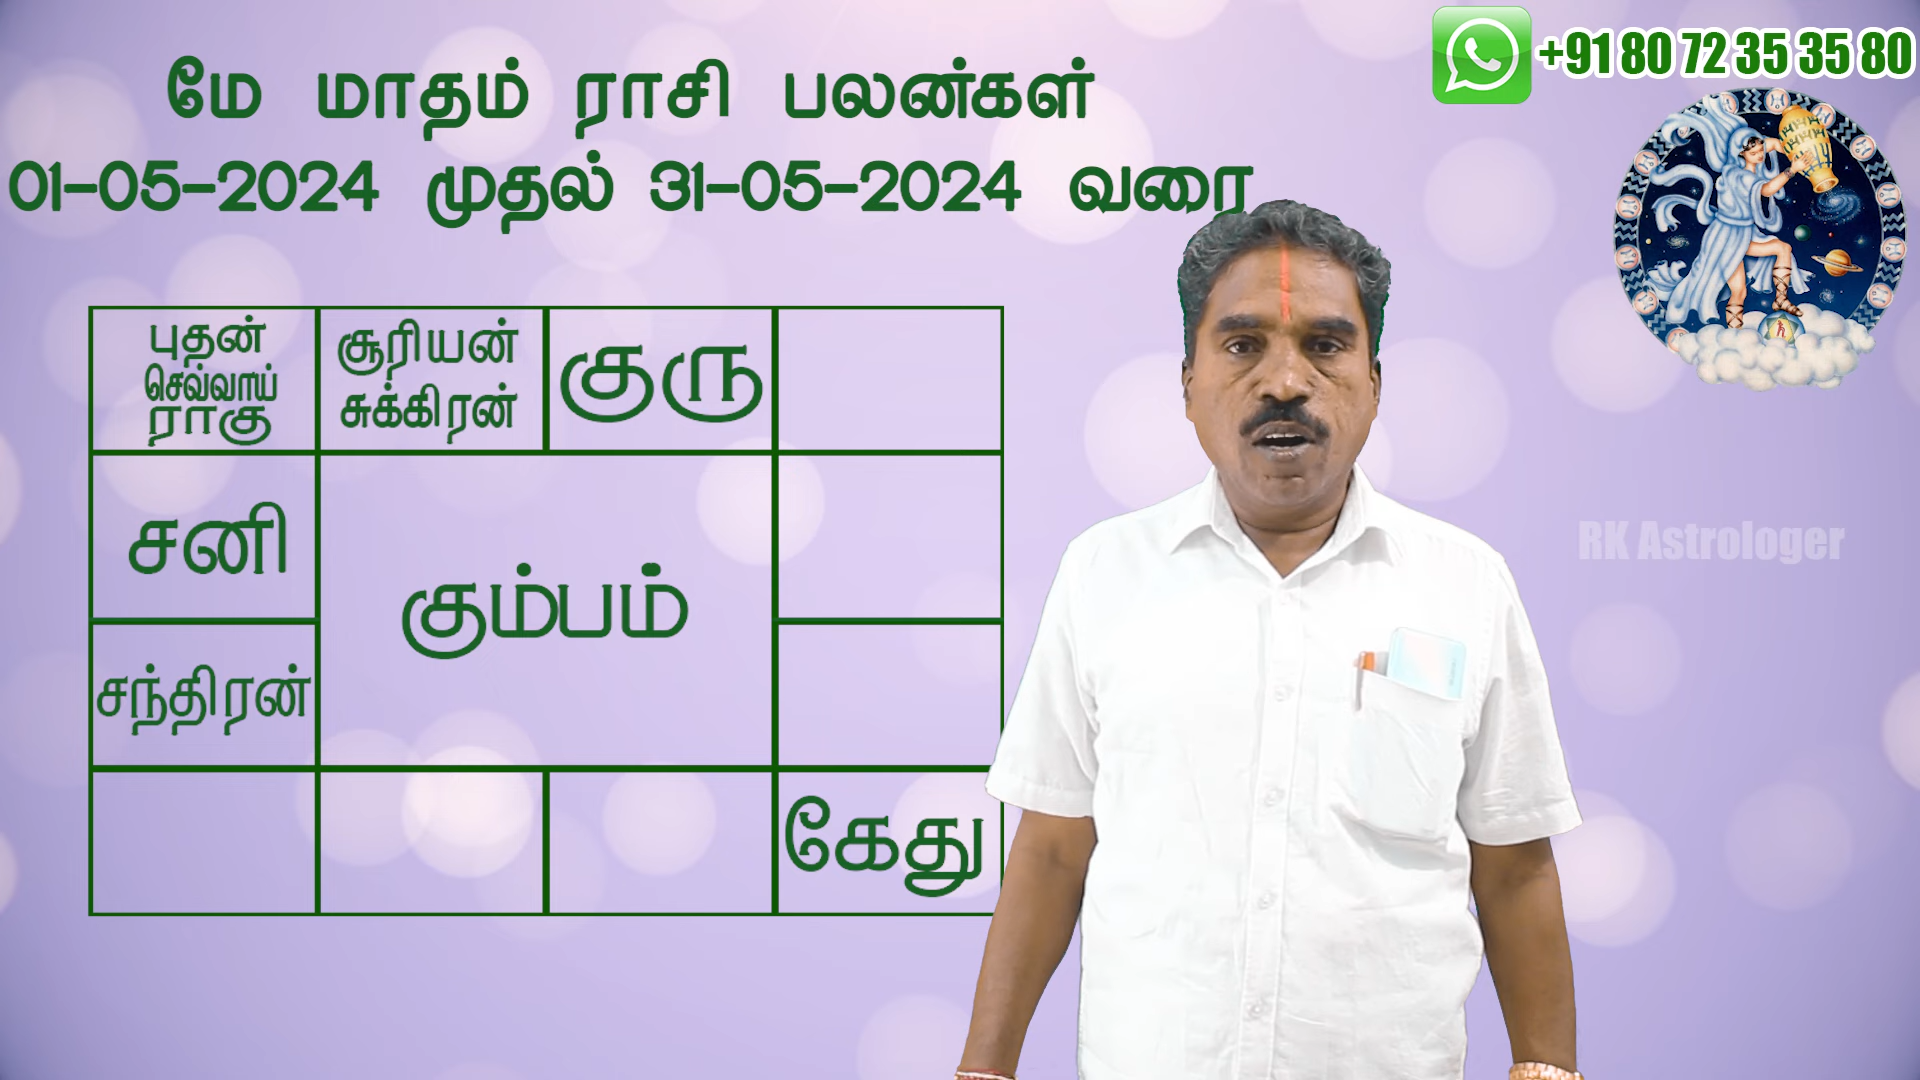 +91 80 72 35 35 80
மே மாதம் ராசி பலன்கள்
01-05-2024 முதல் 31-05-2024 வரை
புதன்
செவ்வாய்
ராகு
சூரியன்
சுக்கிரன்
குரு
சனி
கும்பம்
சந்திரன்
கேது
RK Astrologer